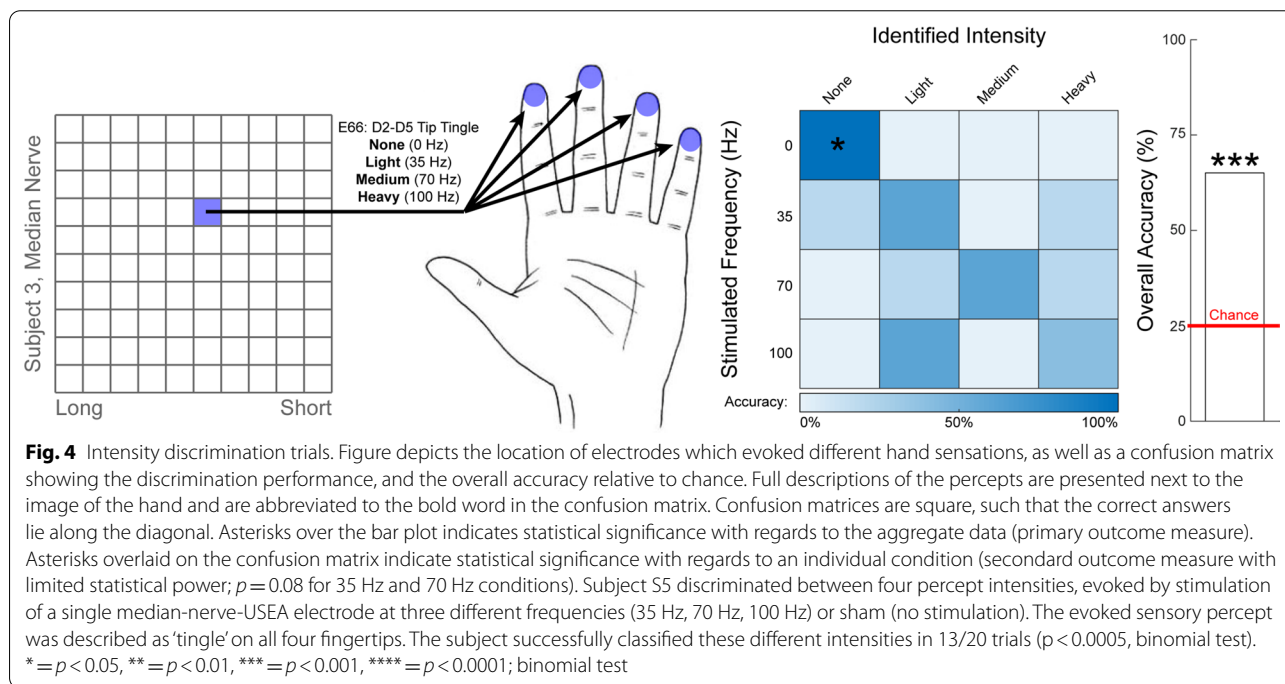 Subject 3, Median Nerve
Long
Short
E66: D2-D5 Tip Tingle
None (0 Hz)
Light (35 Hz)
Medium (70 Hz)
Heavy (100 Hz)
Identified Intensity
None
Light
Medium
Heavy
Stimulated Frequency (Hz)
0
*
35
70
100
Accuracy:
0%
50%
100%
Overall Accuracy (%)
100
75
50
25
0
***
Chance
Fig. 4 Intensity discrimination trials. Figure depicts the location of electrodes which evoked different hand sensations, as well as a confusion matrix
showing the discrimination performance, and the overall accuracy relative to chance. Full descriptions of the percepts are presented next to the
image of the hand and are abbreviated to the bold word in the confusion matrix. Confusion matrices are square, such that the correct answers
lie along the diagonal. Asterisks over the bar plot indicates statistical significance with regards to the aggregate data (primary outcome measure).
Asterisks overlaid on the confusion matrix indicate statistical significance with regards to an individual condition (secondard outcome measure with
limited statistical power; p = 0.08 for 35 Hz and 70 Hz conditions). Subject S5 discriminated between four percept intensities, evoked by stimulation
of a single median-nerve-USEA electrode at three different frequencies (35 Hz, 70 Hz, 100 Hz) or sham (no stimulation). The evoked sensory percept
was described as ‘tingle’ on all four fingertips. The subject successfully classified these different intensities in 13/20 trials (p < 0.0005, binomial test).
* = p < 0.05, ** = p < 0.01, *** = p < 0.001, **** = p < 0.0001; binomial test